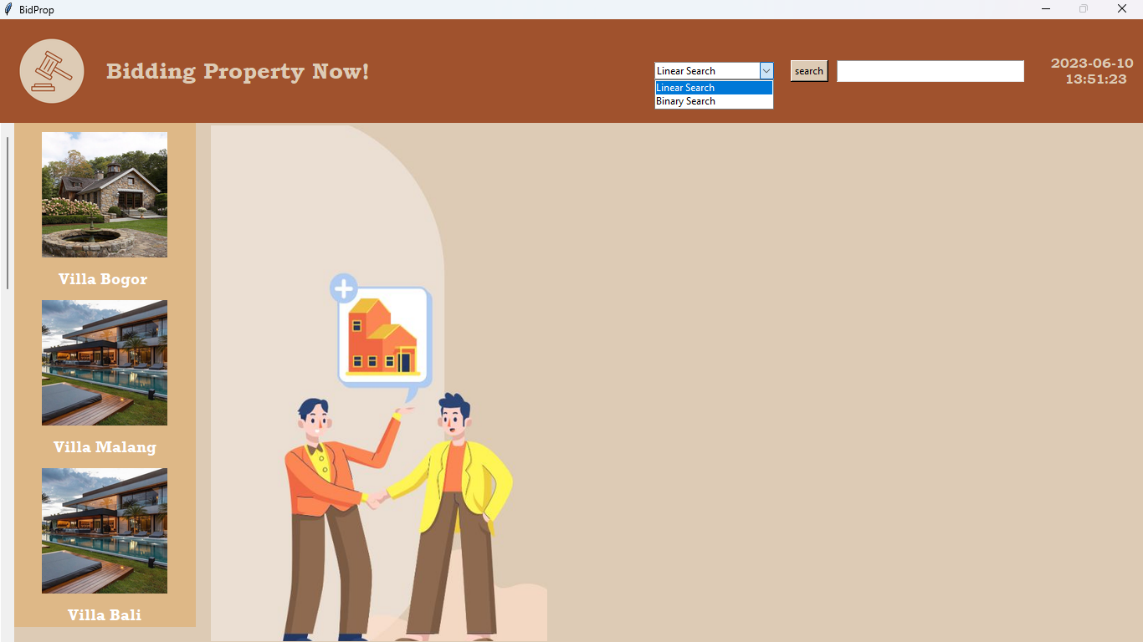 BidProp
Bidding Property Now!
Linear Search
search
2023-06-10
13:51:23
Linear Search
Binary Search
Villa Bogor
Villa Malang
Villa Bali